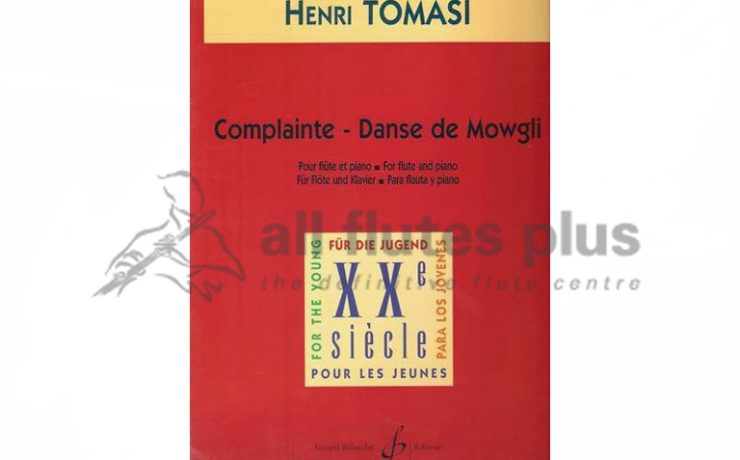 HENRI TOMASI
Complainte - Danse de Mowgli
Pour flûte et piano ■ For flute and piano
Für Flöte und Klavier ■ Para flauta y piano
all flutes plus
the definitive flute centre
FÜR DIE JUGEND
FOR THE YOUNG
XXe
siècle
PARA LOS JÓVENES
POUR LES JEUNES
Gérard Billaudot Éditeur